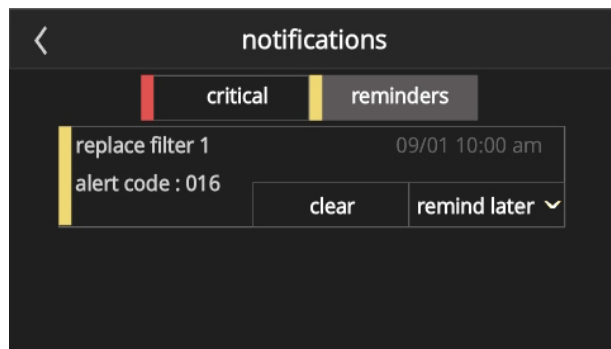 notifications
critical
reminders
replace filter 1
09/01 10:00 am
alert code : 016
clear
remind later